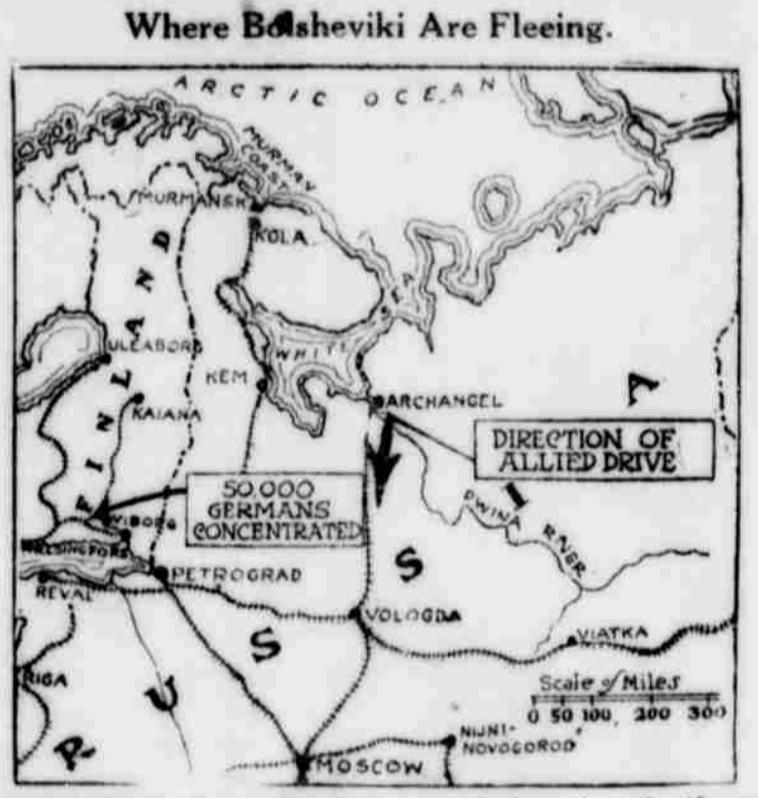 Where Bolsheviki Are Fleeing.
ARCTIC OCEAN
MURMAN
COAST
MURMANSK
KOLA
WHITE SEA
FINLAND
ULEABORG
KEM
KAIANA
ARCHANGEL
DIRECTION OF
ALLIED DRIVE
50,000
GERMANS
CONCENTRATED
WIBORG
HELSINGFORS
DWINA RIVER
PETROGRAD
REVAL
VOLOGDA
VIATKA
RIGA
RUSSIA
Scale of Miles
0 50 100, 200 300
NIJNI-
NOVOGOROD
MOSCOW